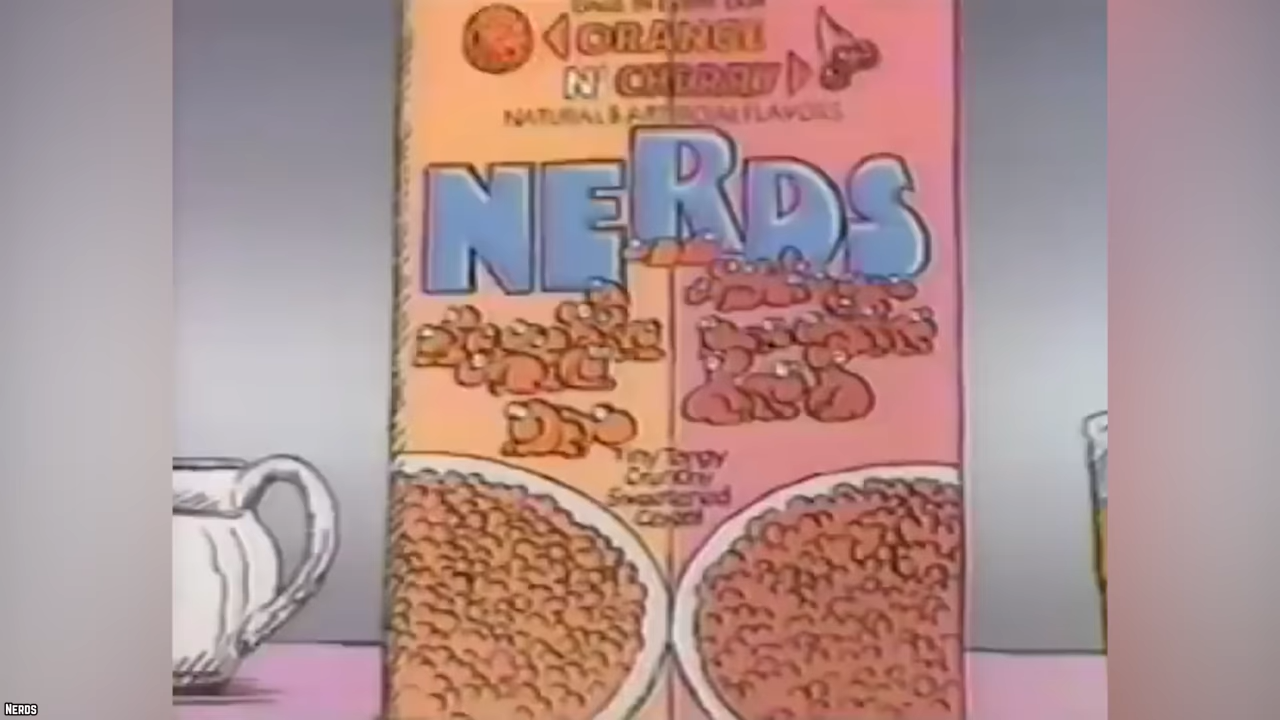 ORANGE
N' CHERRY
NATURAL & ARTIFICIAL FLAVORS
NERDS
Tiny Tangy
Crunchy
Sweetened
Cereal
Nerds